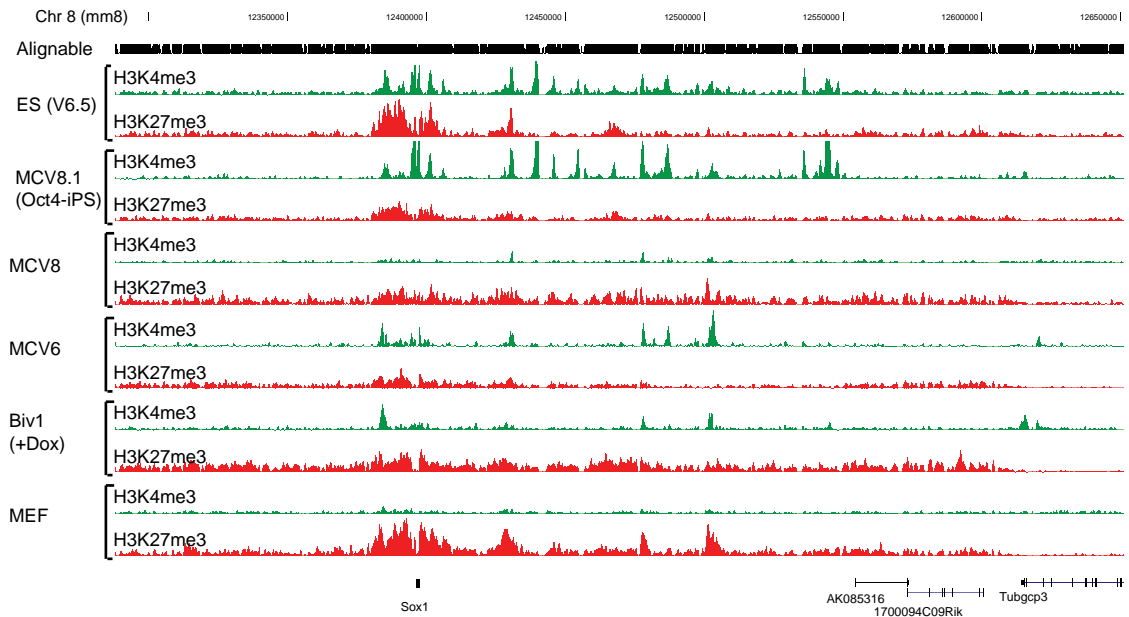 Chr 8 (mm8) 12350000 12400000 12450000 12500000 12550000 12600000 12650000
Alignable
H3K4me3
ES (V6.5)
H3K27me3
H3K4me3
MCV8.1
(Oct4-iPS)
H3K27me3
H3K4me3
MCV8
H3K27me3
H3K4me3
MCV6
H3K27me3
H3K4me3
Biv1
(+Dox)
H3K27me3
H3K4me3
MEF
H3K27me3
Sox1
AK085316
1700094C09Rik
Tubgcp3